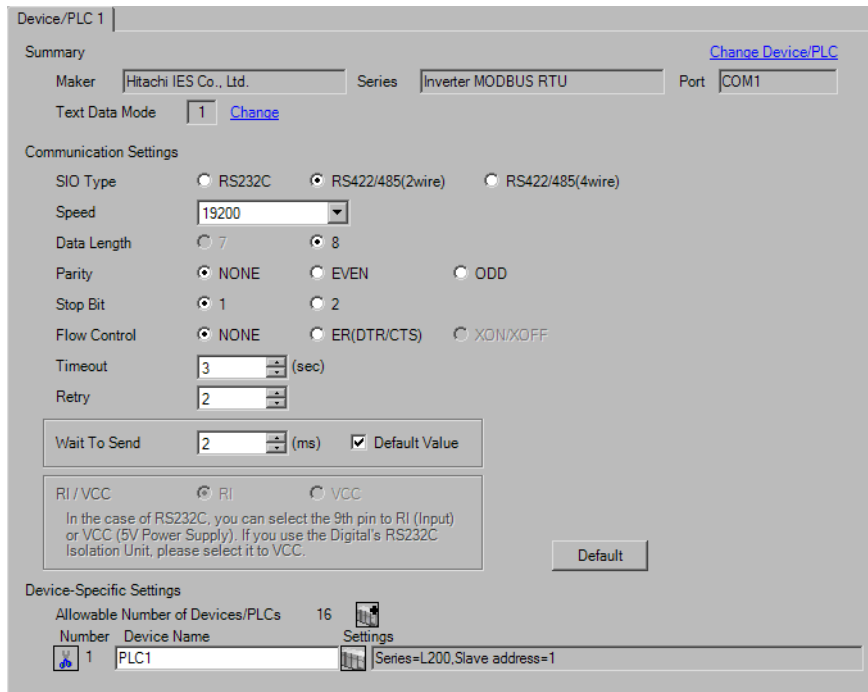 Device/PLC 1
Summary
Change Device/PLC
Maker Hitachi IES Co., Ltd. Series Inverter MODBUS RTU Port COM1
Text Data Mode 1 Change
Communication Settings
SIO Type RS232C RS422/485(2wire) RS422/485(4wire)
Speed 19200
Data Length 7 8
Parity NONE EVEN ODD
Stop Bit 1 2
Flow Control NONE ER(DTR/CTS) XON/XOFF
Timeout 3 (sec)
Retry 2
Wait To Send 2 (ms) Default Value
RI / VCC RI VCC
In the case of RS232C, you can select the 9th pin to RI (Input)
or VCC (5V Power Supply). If you use the Digital's RS232C
Isolation Unit, please select it to VCC.
Default
Device-Specific Settings
Allowable Number of Devices/PLCs 16
Number Device Name Settings
1 PLC1 Series=L200,Slave address=1